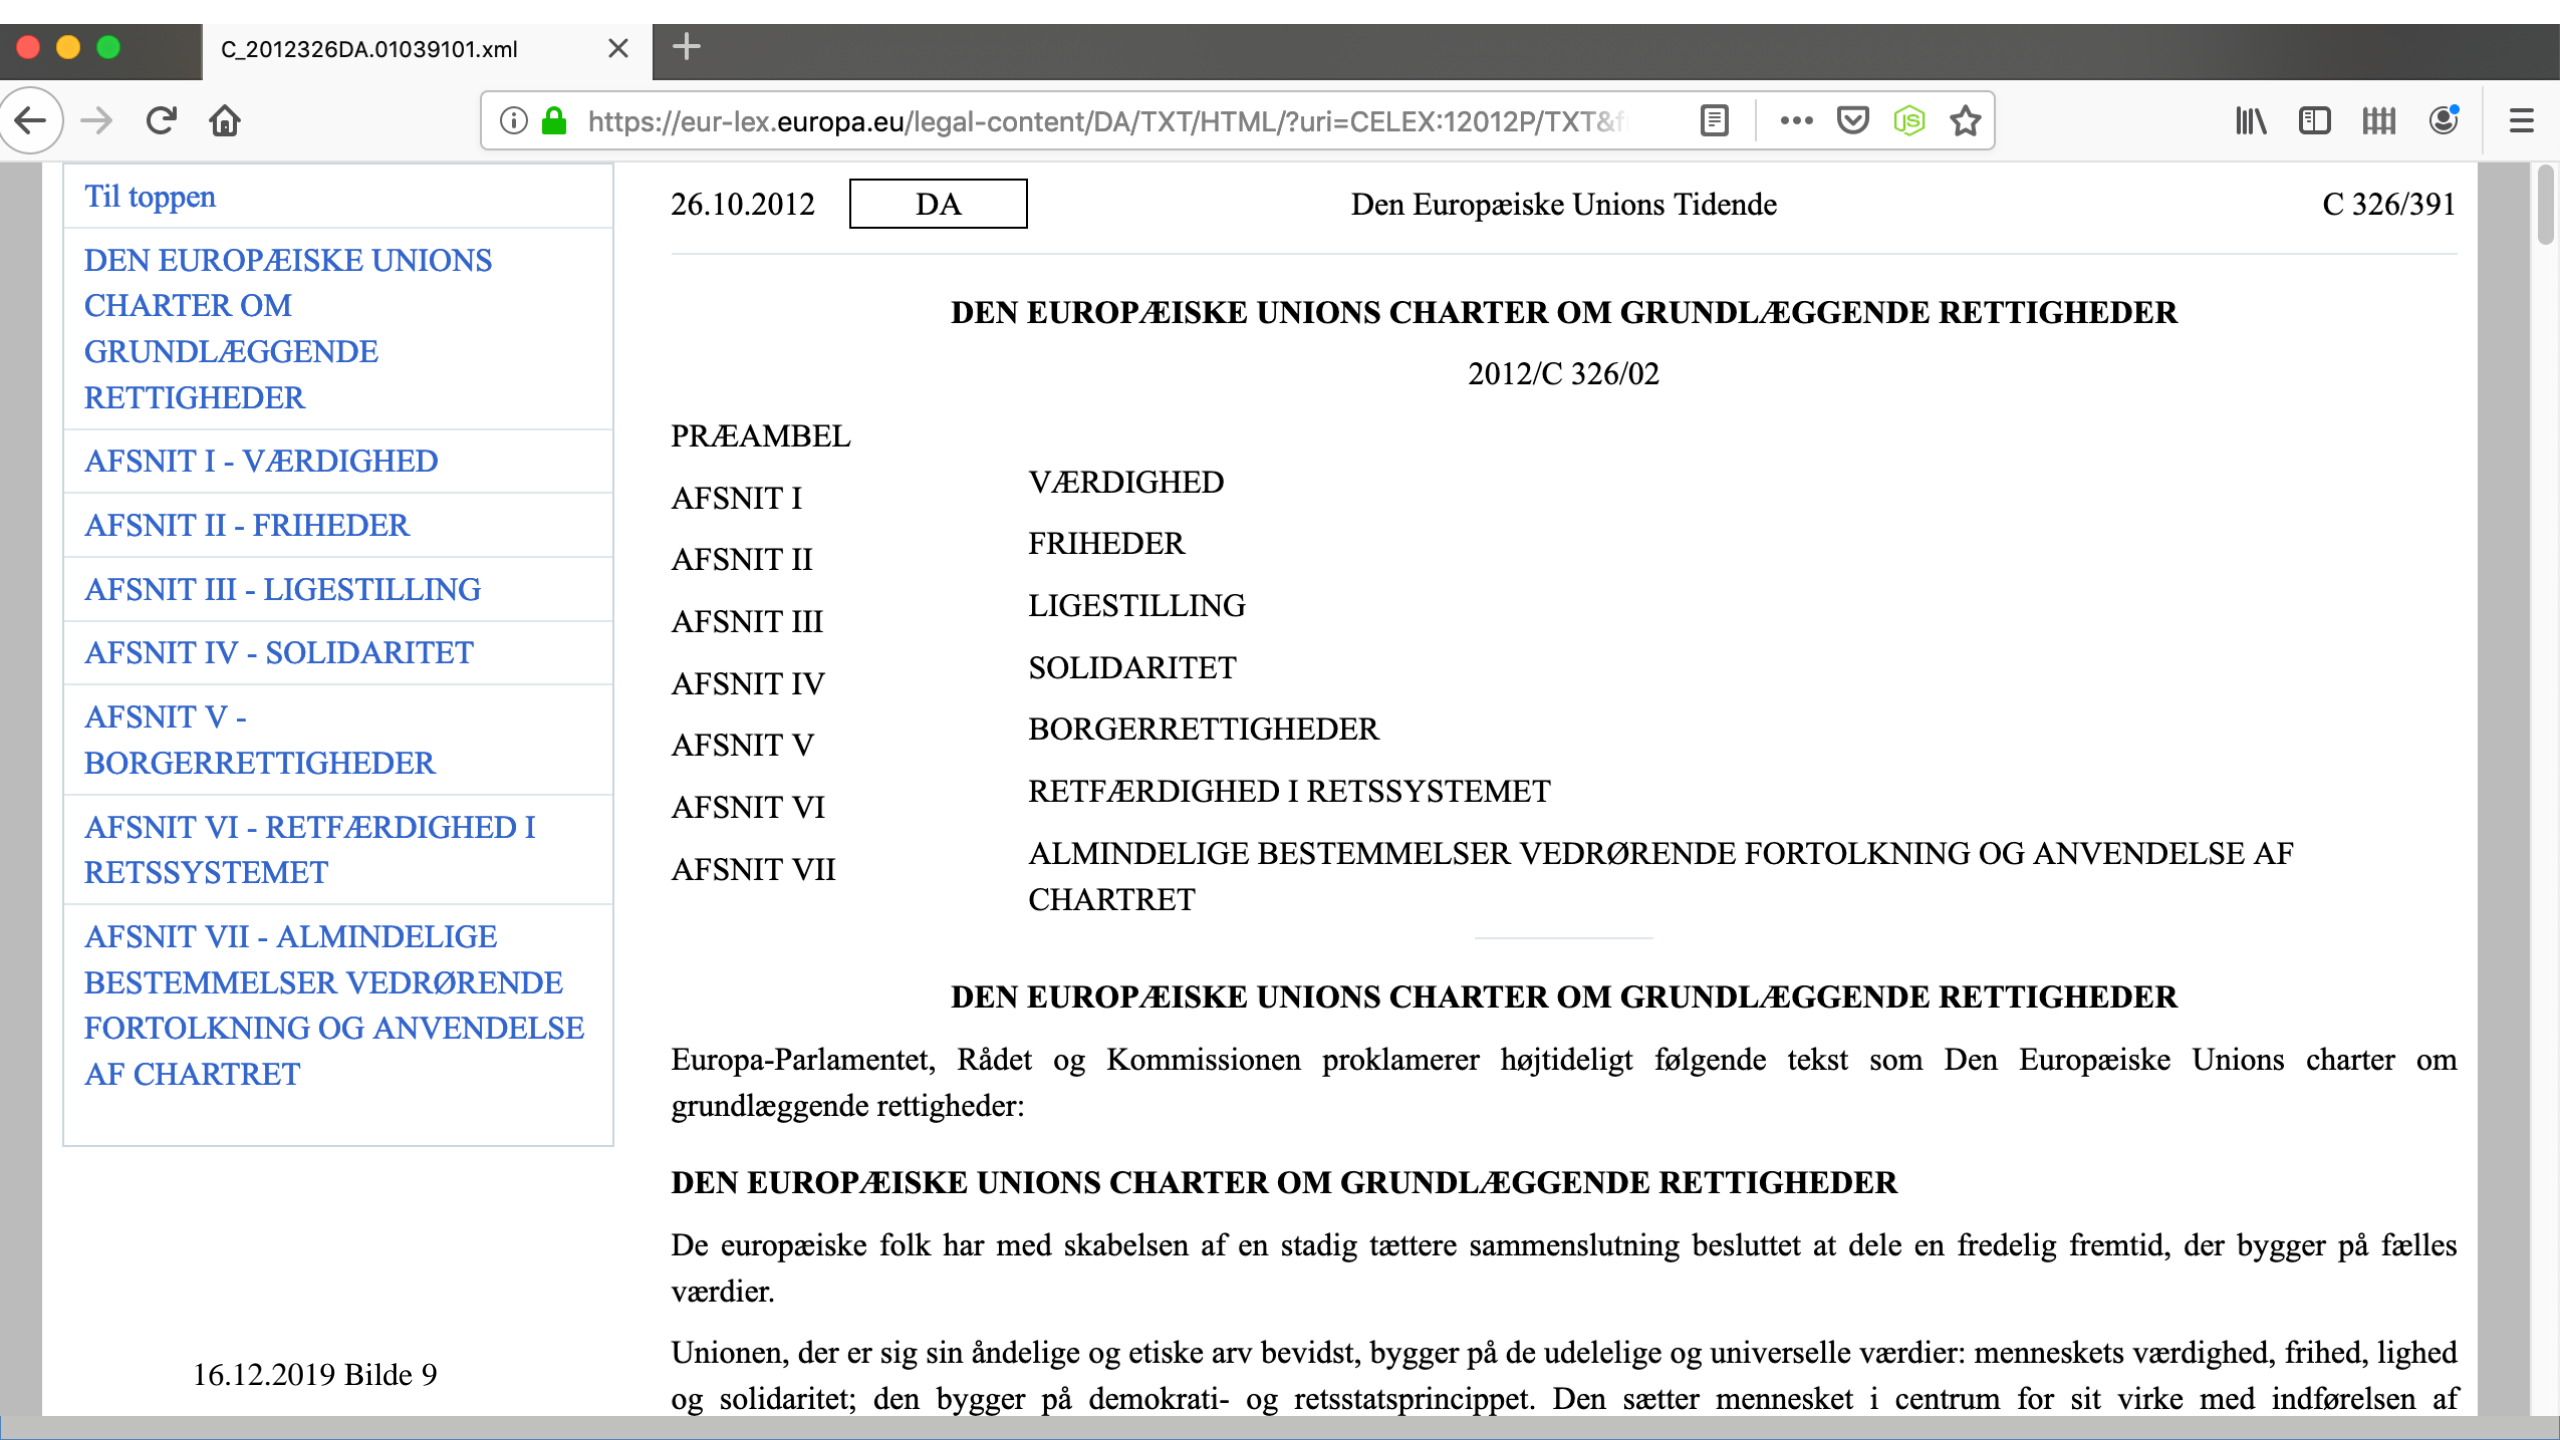 C_2012326DA.01039101.xml
https://eur-lex.europa.eu/legal-content/DA/TXT/HTML/?uri=CELEX:12012P/TXT&f
Til toppen
DEN EUROPÆISKE UNIONS
CHARTER OM
GRUNDLÆGGENDE
RETTIGHEDER
AFSNIT I - VÆRDIGHED
AFSNIT II - FRIHEDER
AFSNIT III - LIGESTILLING
AFSNIT IV - SOLIDARITET
AFSNIT V -
BORGERRETTIGHEDER
AFSNIT VI - RETFÆRDIGHED I
RETSSYSTEMET
AFSNIT VII - ALMINDELIGE
BESTEMMELSER VEDRØRENDE
FORTOLKNING OG ANVENDELSE
AF CHARTRET
16.12.2019 Bilde 9
26.10.2012 DA Den Europæiske Unions Tidende C 326/391
DEN EUROPÆISKE UNIONS CHARTER OM GRUNDLÆGGENDE RETTIGHEDER
2012/C 326/02
PRÆAMBEL
AFSNIT I VÆRDIGHED
AFSNIT II FRIHEDER
AFSNIT III LIGESTILLING
AFSNIT IV SOLIDARITET
AFSNIT V BORGERRETTIGHEDER
AFSNIT VI RETFÆRDIGHED I RETSSYSTEMET
AFSNIT VII ALMINDELIGE BESTEMMELSER VEDRØRENDE FORTOLKNING OG ANVENDELSE AF
CHARTRET
DEN EUROPÆISKE UNIONS CHARTER OM GRUNDLÆGGENDE RETTIGHEDER
Europa-Parlamentet, Rådet og Kommissionen proklamerer højtideligt følgende tekst som Den Europæiske Unions charter om
grundlæggende rettigheder:
DEN EUROPÆISKE UNIONS CHARTER OM GRUNDLÆGGENDE RETTIGHEDER
De europæiske folk har med skabelsen af en stadig tættere sammenslutning besluttet at dele en fredelig fremtid, der bygger på fælles
værdier.
Unionen, der er sig sin åndelige og etiske arv bevidst, bygger på de udelelige og universelle værdier: menneskets værdighed, frihed, lighed
og solidaritet; den bygger på demokrati- og retsstatsprincippet. Den sætter mennesket i centrum for sit virke med indførelsen af